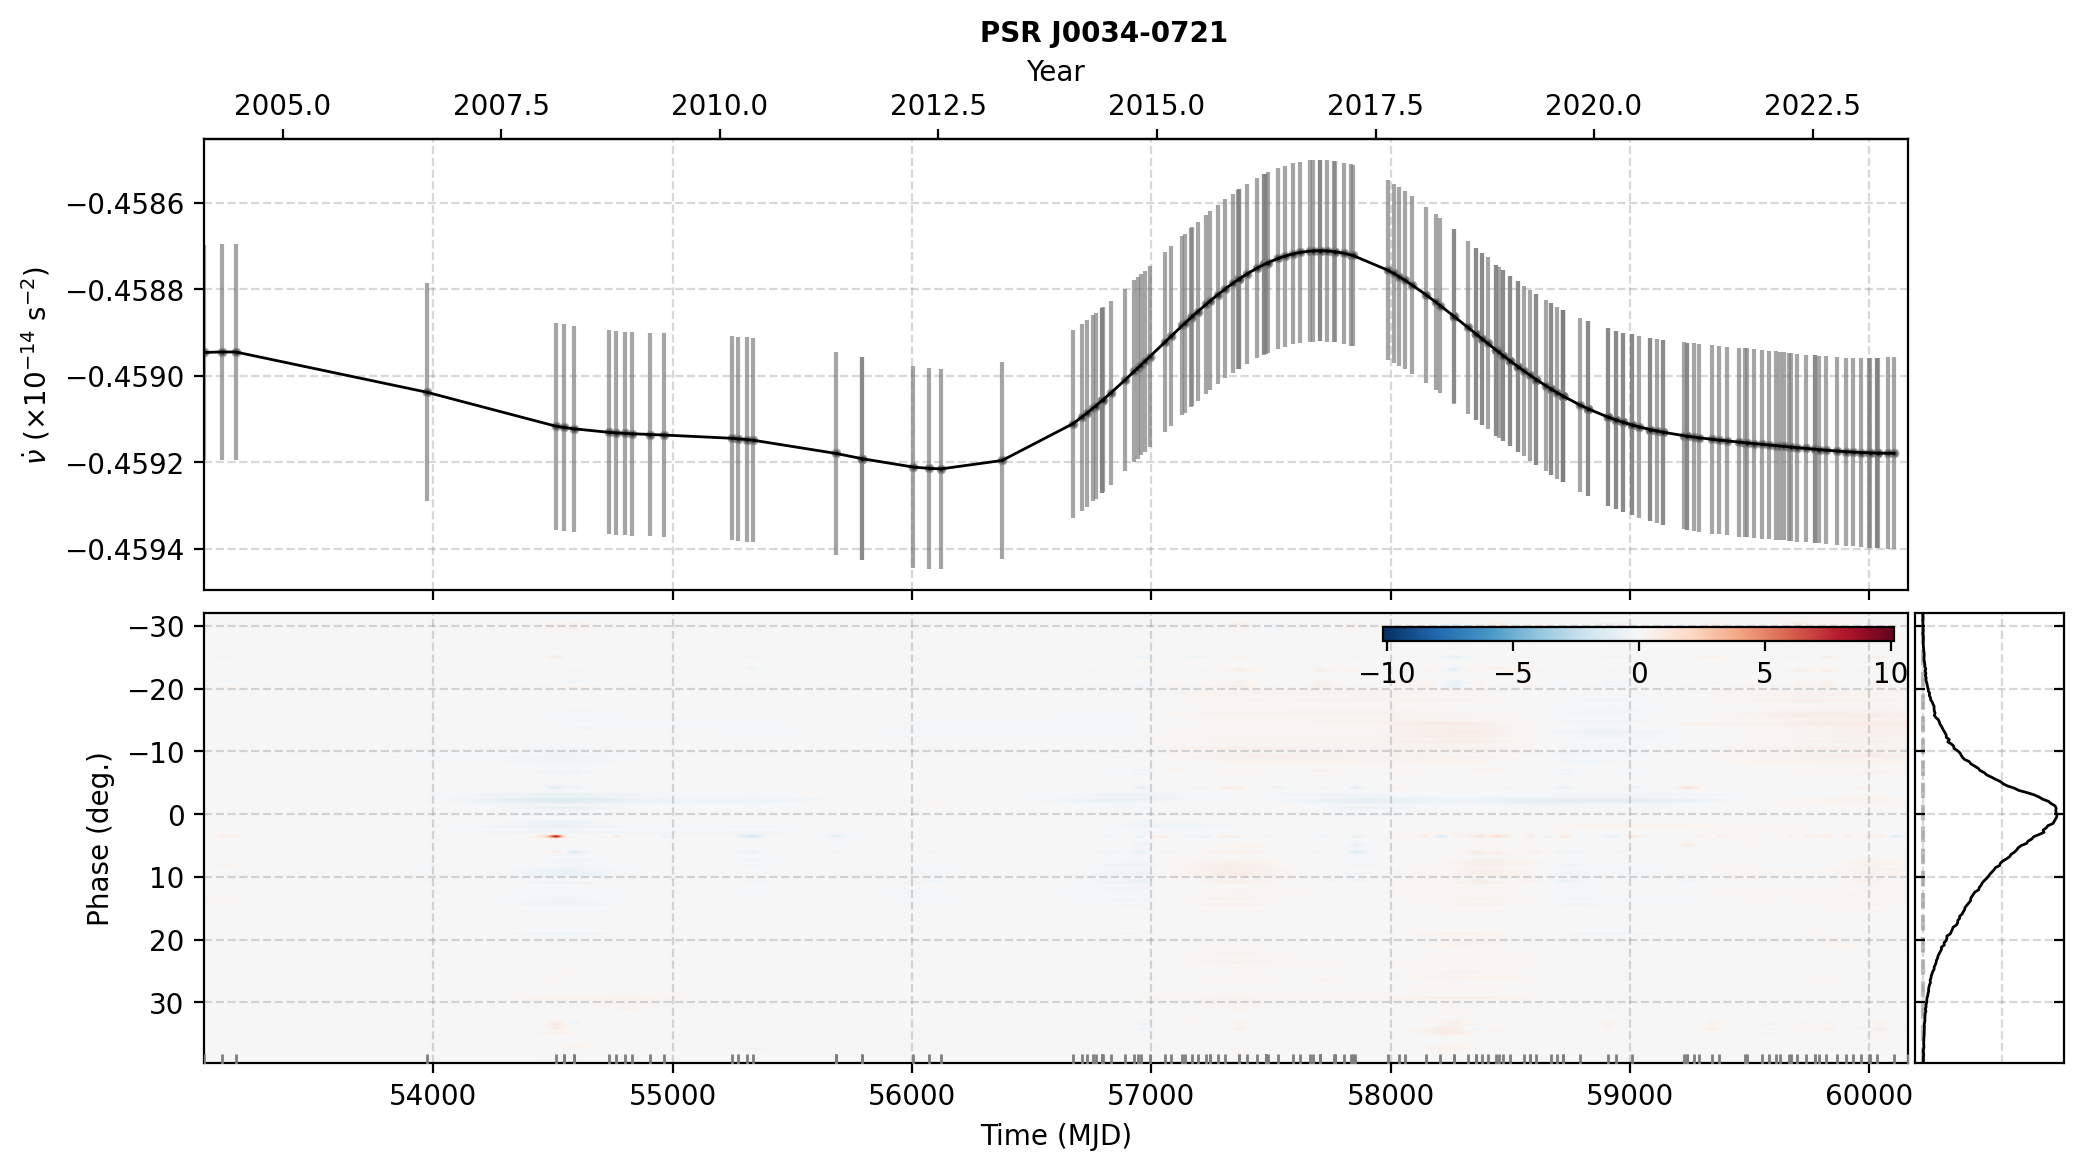 PSR J0034-0721
Year
2005.0 2007.5 2010.0 2012.5 2015.0 2017.5 2020.0 2022.5
ν̇ (×10⁻¹⁴ s⁻²)
−0.4586
−0.4588
−0.4590
−0.4592
−0.4594
−10 −5 0 5 10
Phase (deg.)
−30
−20
−10
0
10
20
30
54000 55000 56000 57000 58000 59000 60000
Time (MJD)